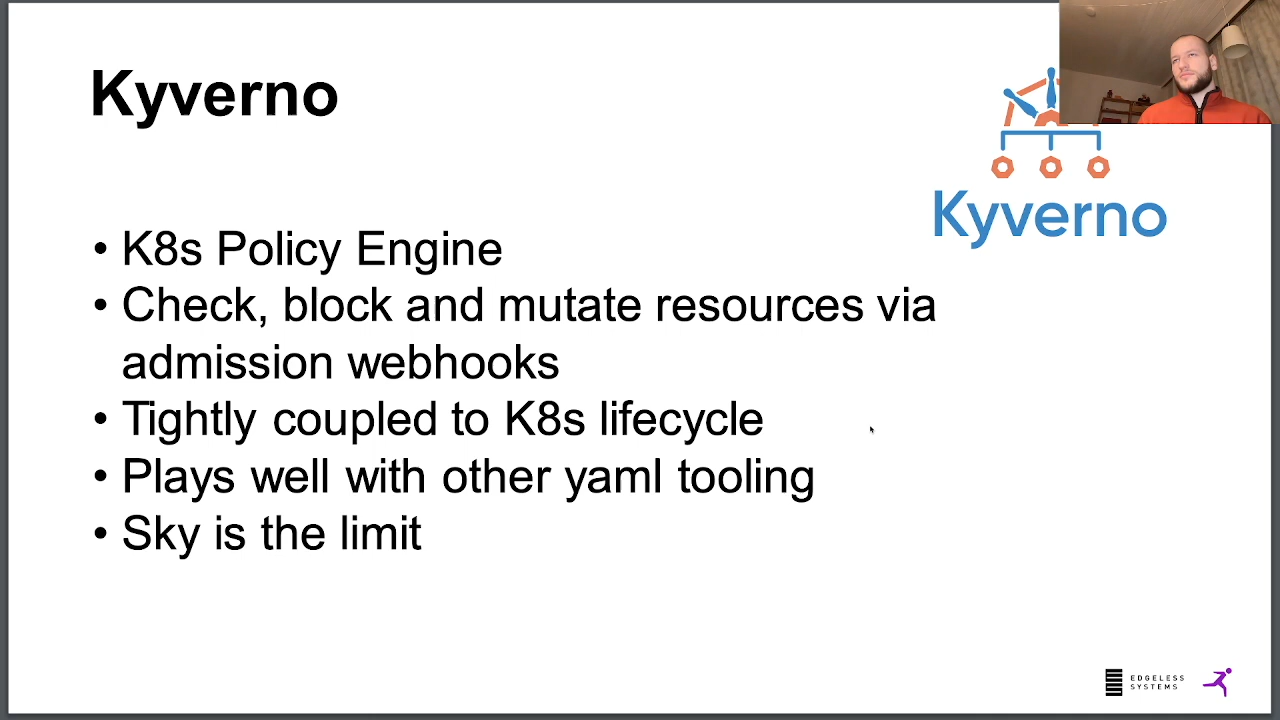 Kyverno
Kyverno
• K8s Policy Engine
• Check, block and mutate resources via
admission webhooks
• Tightly coupled to K8s lifecycle
• Plays well with other yaml tooling
• Sky is the limit
EDGELESS
SYSTEMS